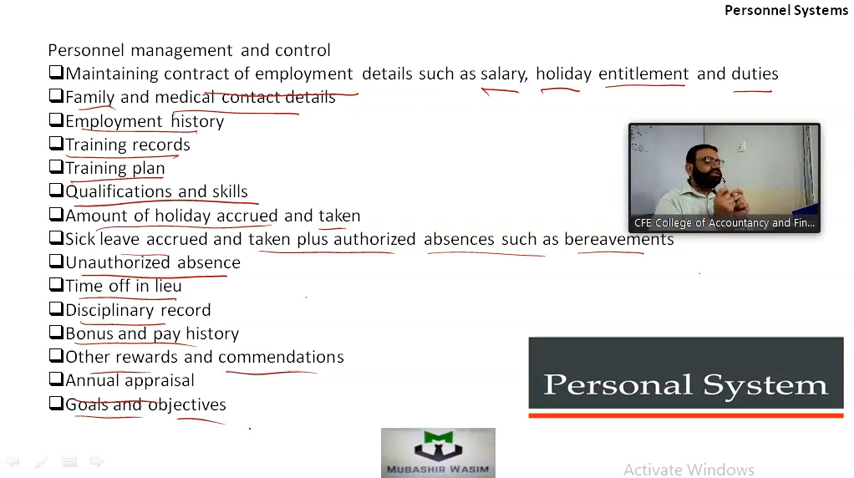 Personnel Systems
Personnel management and control
❑Maintaining contract of employment details such as salary, holiday entitlement and duties
❑Family and medical contact details
❑Employment history
❑Training records
❑Training plan
❑Qualifications and skills
❑Amount of holiday accrued and taken
❑Sick leave accrued and taken plus authorized absences such as bereavements
❑Unauthorized absence
❑Time off in lieu
❑Disciplinary record
❑Bonus and pay history
❑Other rewards and commendations
❑Annual appraisal
❑Goals and objectives
CFE College of Accountancy and Fin...
Personal System
MUBASHIR WASIM
Activate Windows